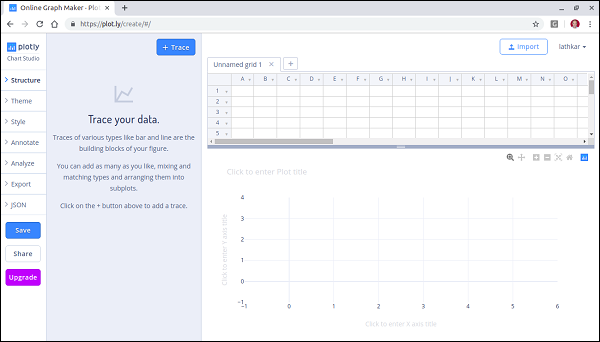 Online Graph Maker - Plot
https://plot.ly/create/#/
plotly
Chart Studio
Structure
Theme
Style
Annotate
Analyze
Export
JSON
Save
Share
Upgrade
+ Trace
Trace your data.
Traces of various types like bar and line are the
building blocks of your figure.
You can add as many as you like, mixing and
matching types and arranging them into
subplots.
Click on the + button above to add a trace.
Import
lathkar
Unnamed grid 1
A B C D E F G H I J K L M N O
1
2
3
4
5
Click to enter Plot title
Click to enter Y axis title
4
3
2
1
0
−1
−1 0 1 2 3 4 5 6
Click to enter X axis title